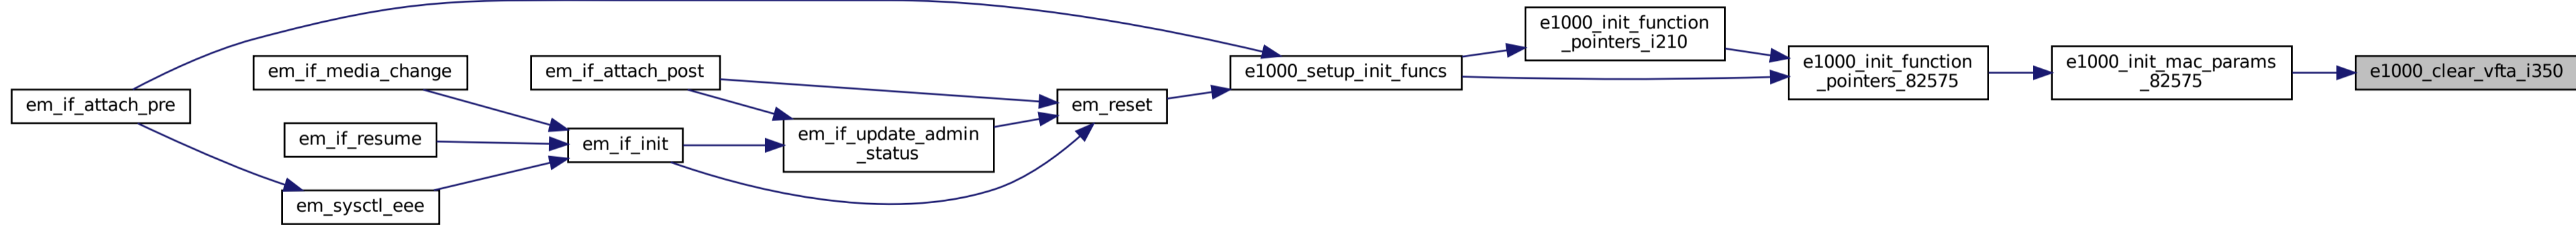 em_if_attach_pre
em_if_media_change
em_if_resume
em_sysctl_eee
em_if_attach_post
em_if_init
em_if_update_admin
_status
em_reset
e1000_setup_init_funcs
e1000_init_function
_pointers_i210
e1000_init_function
_pointers_82575
e1000_init_mac_params
_82575
e1000_clear_vfta_i350